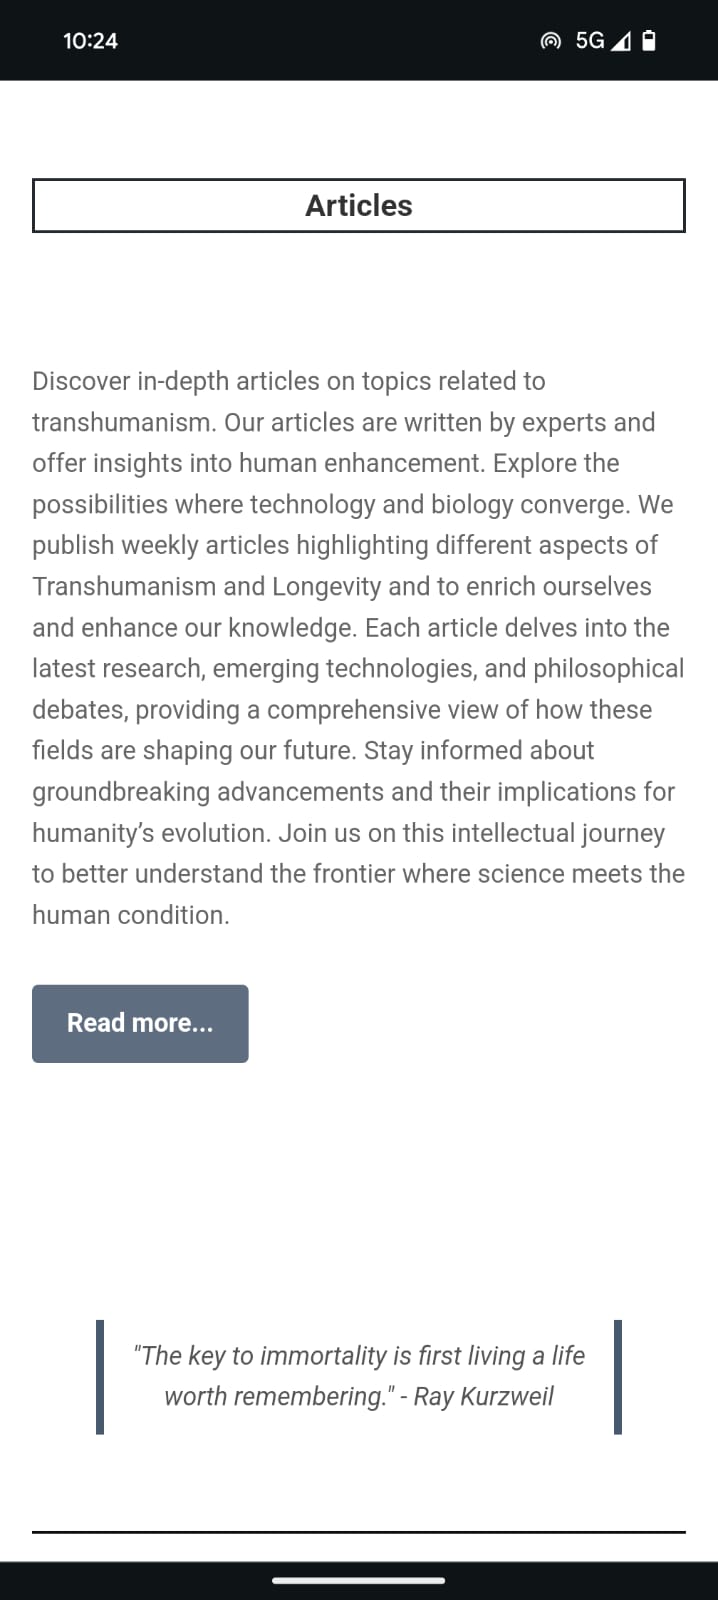 10:24
5G
Articles
Discover in-depth articles on topics related to
transhumanism. Our articles are written by experts and
offer insights into human enhancement. Explore the
possibilities where technology and biology converge. We
publish weekly articles highlighting different aspects of
Transhumanism and Longevity and to enrich ourselves
and enhance our knowledge. Each article delves into the
latest research, emerging technologies, and philosophical
debates, providing a comprehensive view of how these
fields are shaping our future. Stay informed about
groundbreaking advancements and their implications for
humanity’s evolution. Join us on this intellectual journey
to better understand the frontier where science meets the
human condition.
Read more...
"The key to immortality is first living a life
worth remembering." - Ray Kurzweil